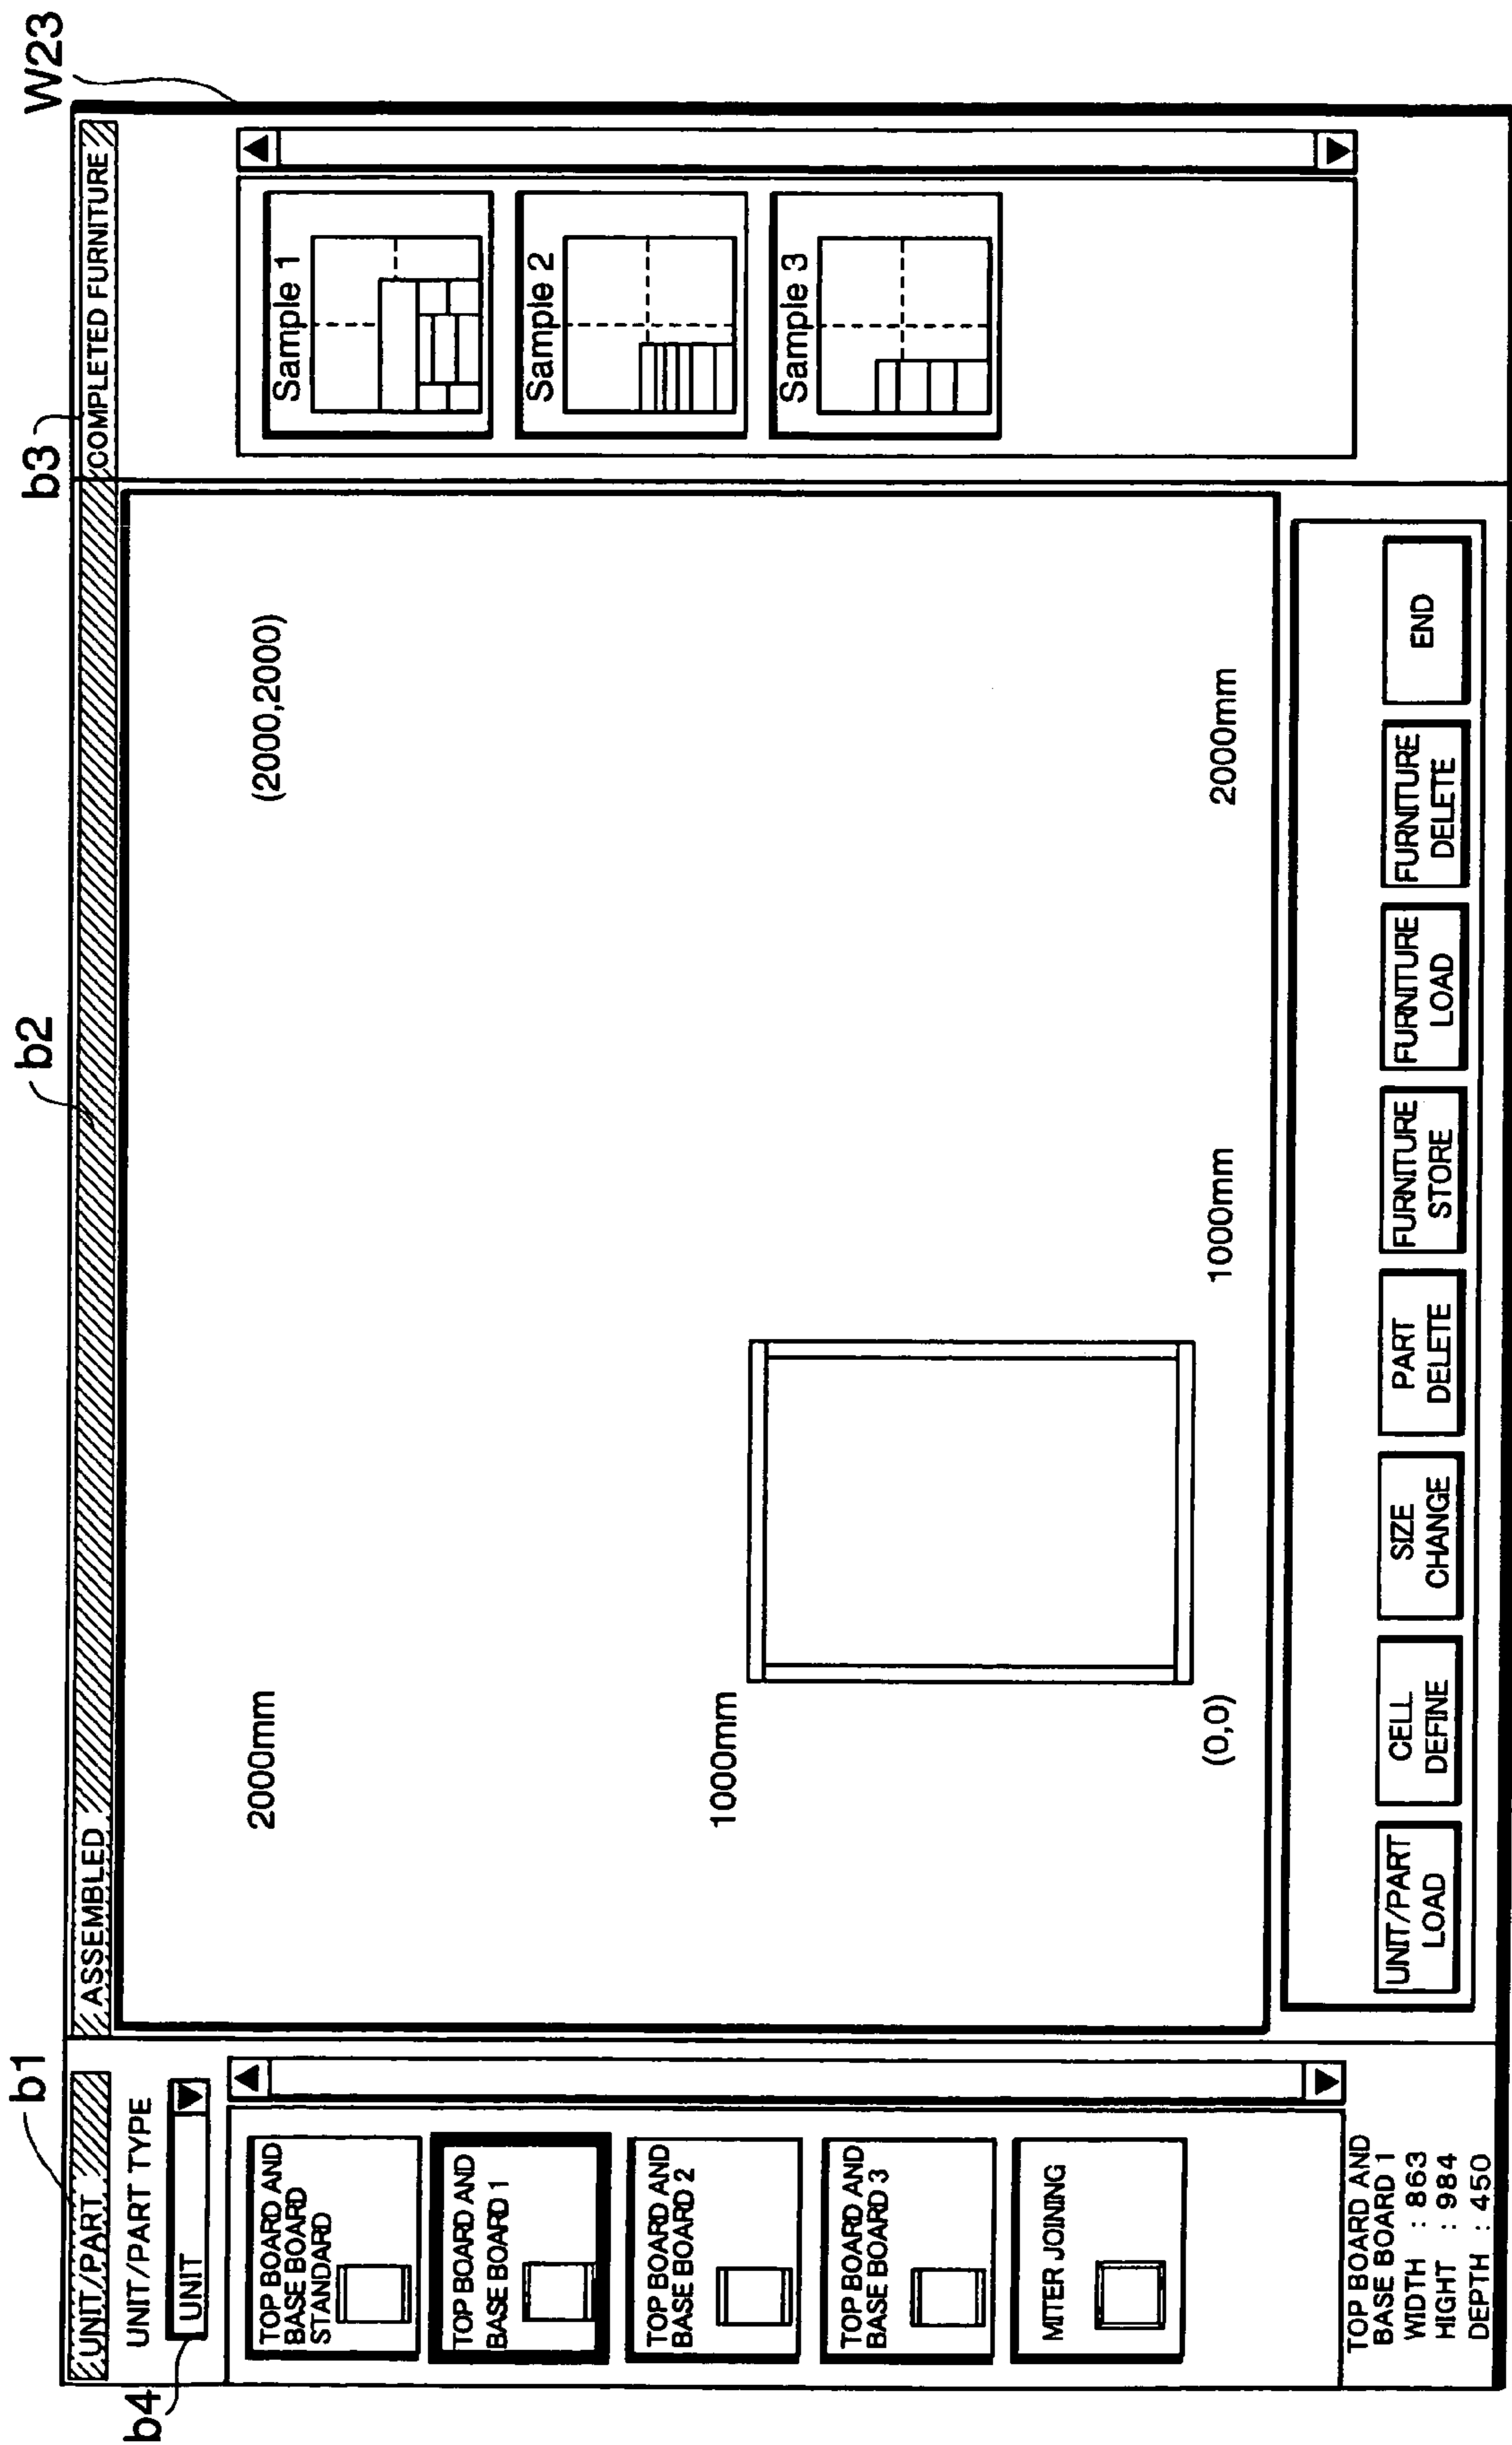 W23
b1
b2
b3
b4
UNIT/PART
ASSEMBLED
COMPLETED FURNITURE
UNIT/PART TYPE
UNIT
TOP BOARD AND
BASE BOARD
STANDARD
TOP BOARD AND
BASE BOARD 1
TOP BOARD AND
BASE BOARD 2
TOP BOARD AND
BASE BOARD 3
MITER JOINING
TOP BOARD AND
BASE BOARD 1
WIDTH : 863
HIGHT : 984
DEPTH : 450
2000mm
(2000,2000)
1000mm
(0,0)
1000mm
2000mm
UNIT/PART
LOAD
CELL
DEFINE
SIZE
CHANGE
PART
DELETE
FURNITURE
STORE
FURNITURE
LOAD
FURNITURE
DELETE
END
Sample 1
Sample 2
Sample 3